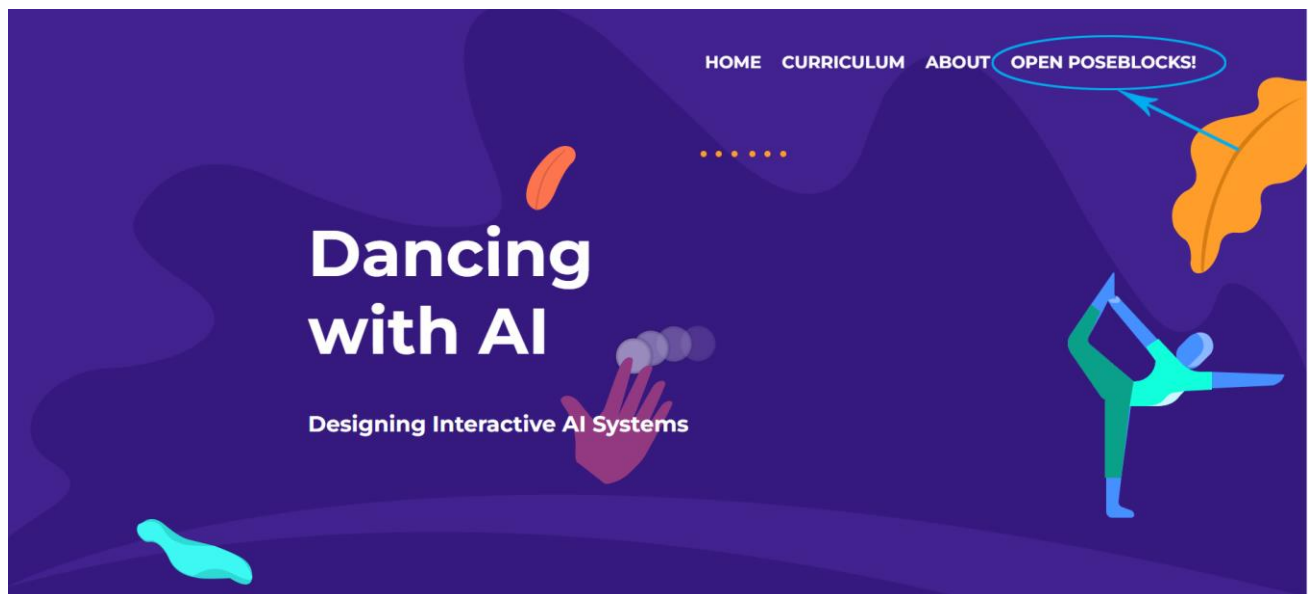 HOME CURRICULUM ABOUT OPEN POSEBLOCKS!
Dancing
with AI
Designing Interactive AI Systems